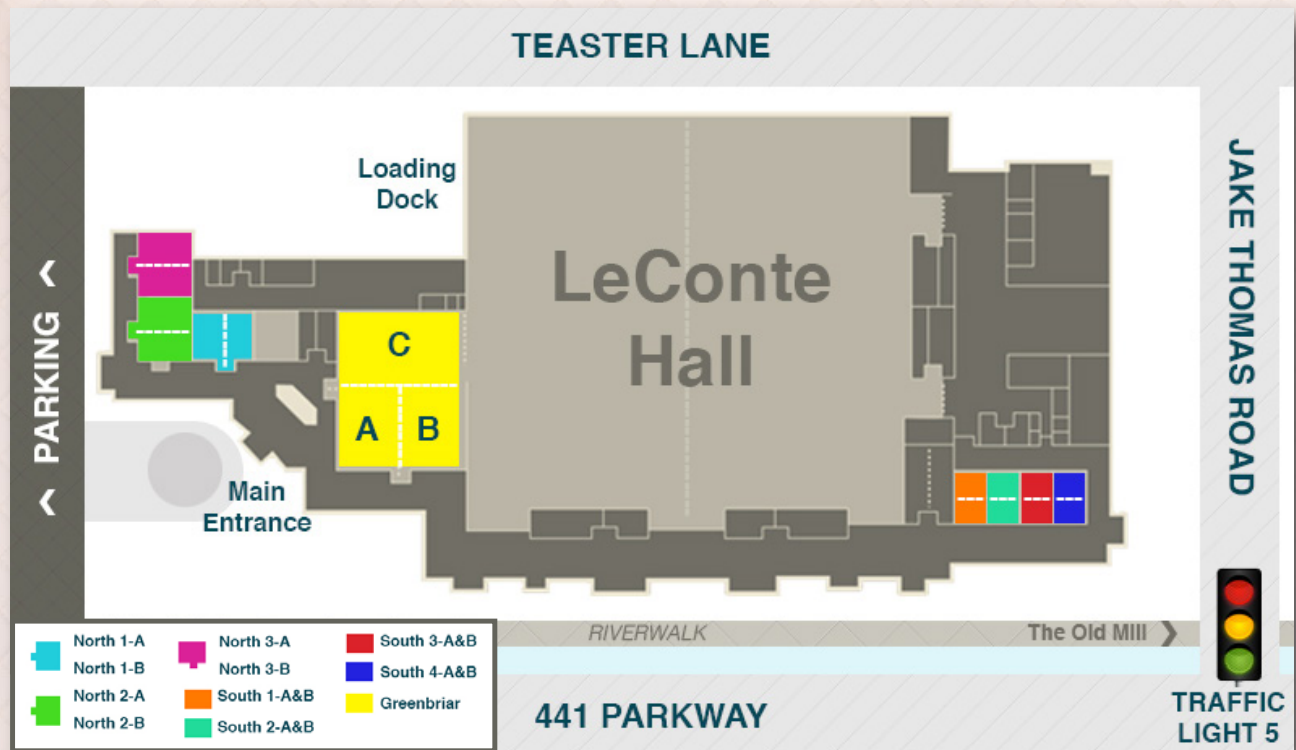 TEASTER LANE
Loading
Dock
LeConte
Hall
C
A
B
Main
Entrance
PARKING
JAKE THOMAS ROAD
RIVERWALK
The Old Mill
441 PARKWAY
TRAFFIC
LIGHT 5
North 1-A
North 1-B
North 2-A
North 2-B
North 3-A
North 3-B
South 1-A&B
South 2-A&B
South 3-A&B
South 4-A&B
Greenbriar